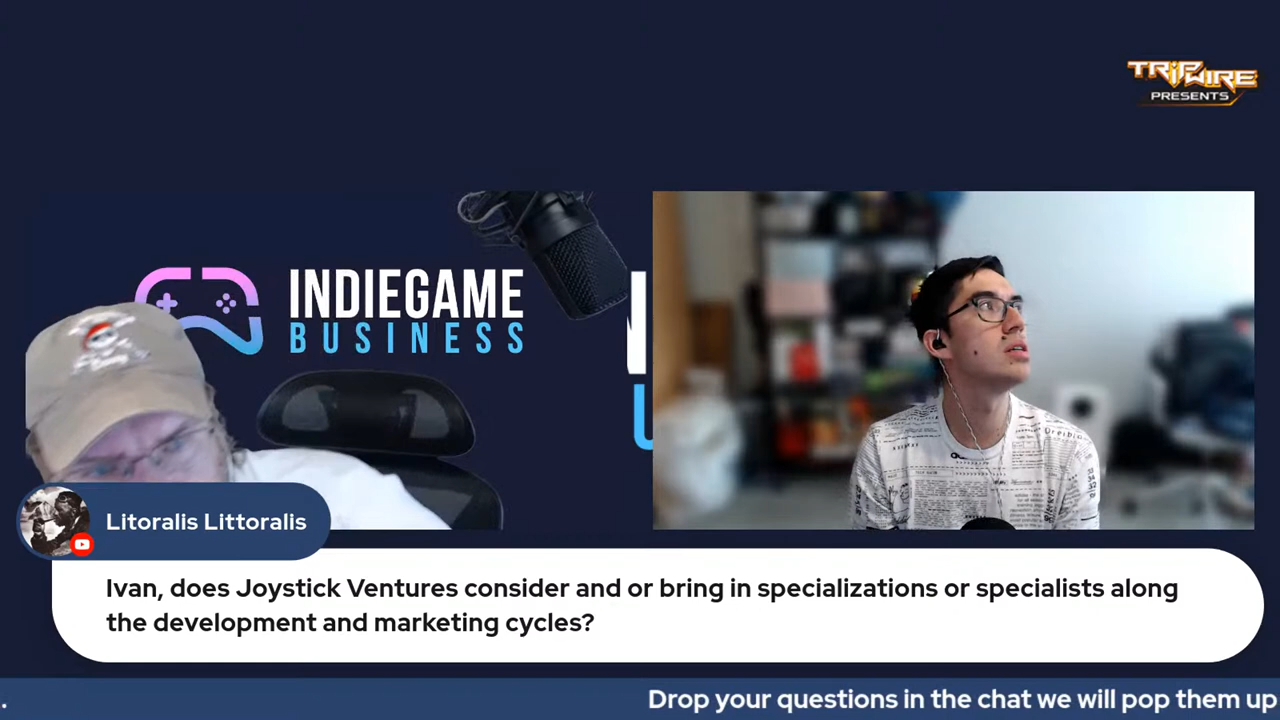 TRIPWIRE
PRESENTS
INDIEGAME
BUSINESS
Litoralis Littoralis
Ivan, does Joystick Ventures consider and or bring in specializations or specialists along
the development and marketing cycles?
. Drop your questions in the chat we will pop them up